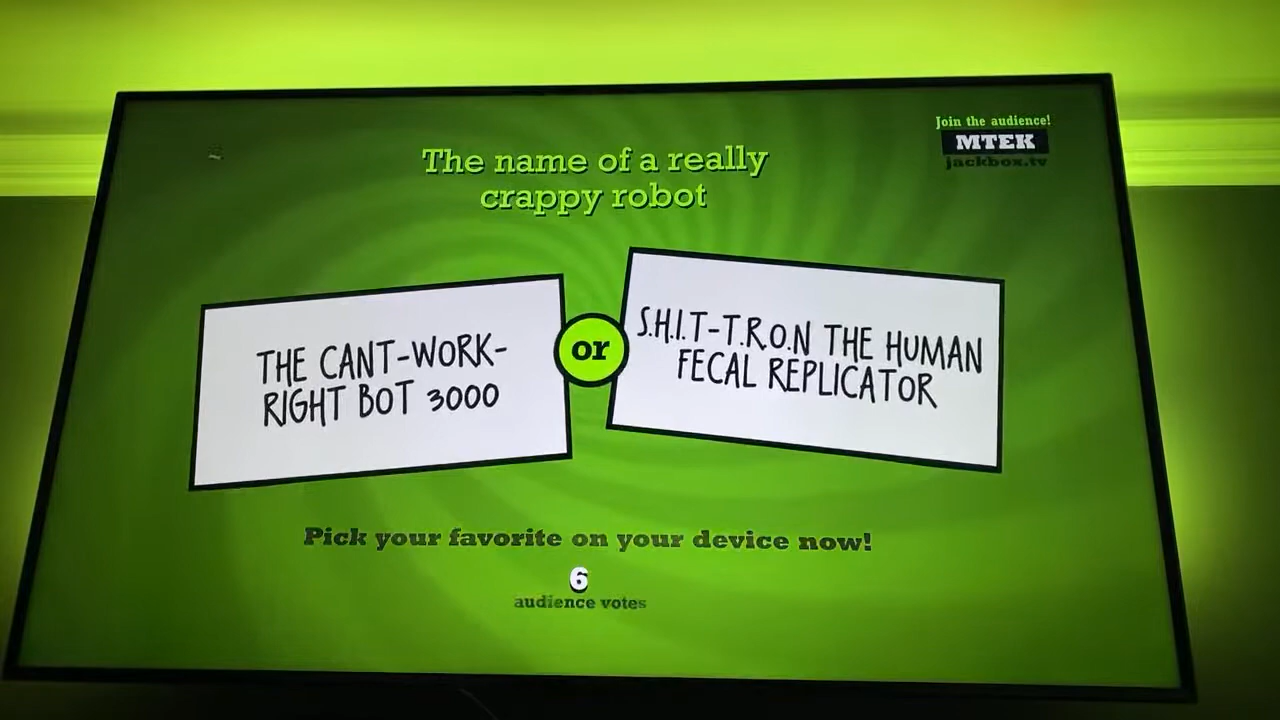 Join the audience!
MTEK
jackbox.tv
The name of a really
crappy robot
THE CANT-WORK-
RIGHT BOT 3000
or
S.H.I.T-T.R.O.N THE HUMAN
FECAL REPLICATOR
Pick your favorite on your device now!
6
audience votes